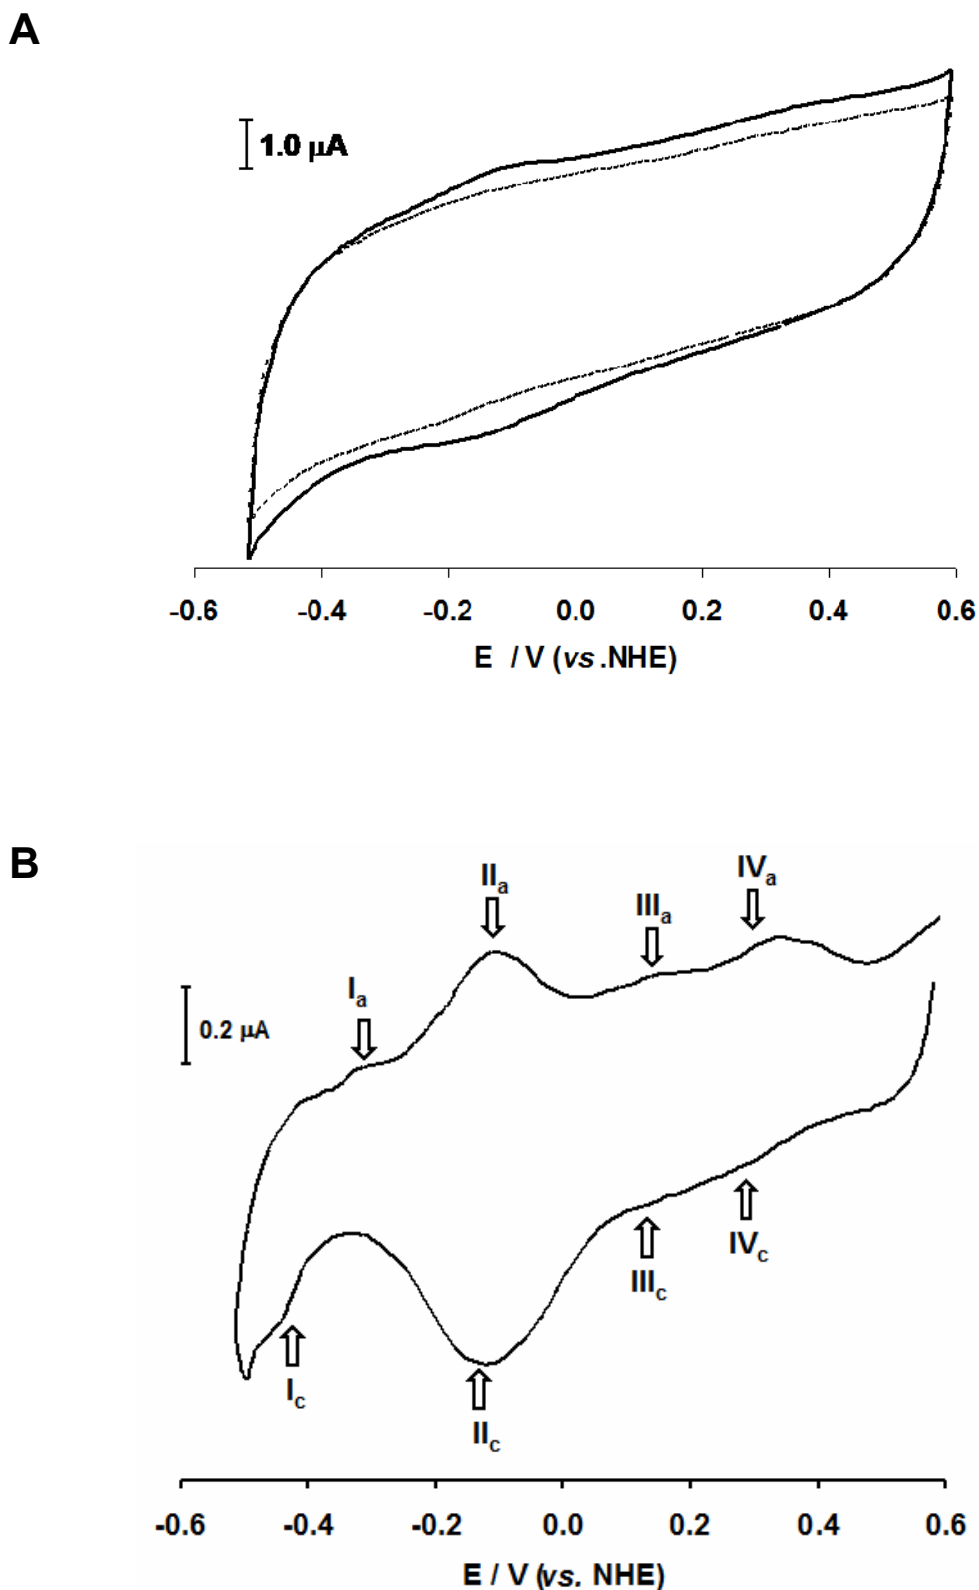 A
1.0 μA
-0.6 -0.4 -0.2 0.0 0.2 0.4 0.6
E / V (vs.NHE)
B
IIa
IIIa
IVa
Ia
0.2 μA
Ic
IIc
IIIc
IVc
-0.6 -0.4 -0.2 0.0 0.2 0.4 0.6
E / V (vs. NHE)